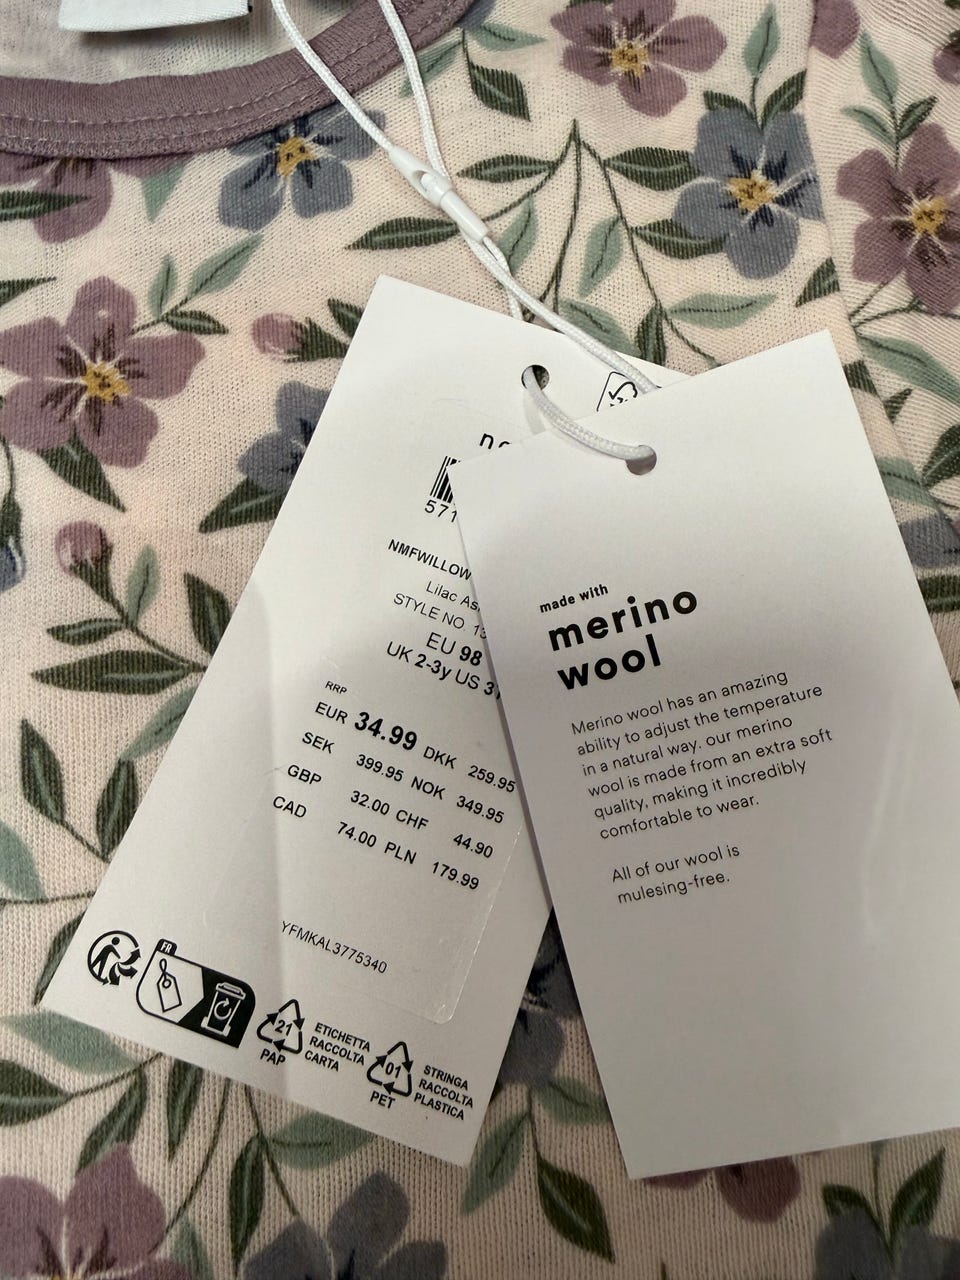 571
NMFWILLOW
Lilac
STYLE NO. 13
EU 98
UK 2-3y US
RRP
EUR 34.99 DKK 259.95
SEK 399.95 NOK 349.95
GBP 32.00 CHF 44.90
CAD 74.00 PLN 179.99
YFMKAL3775340
FR
21
PAP
ETICHETTA
RACCOLTA
CARTA
01
PET
STRINGA
RACCOLTA
PLASTICA
made with
merino
wool
Merino wool has an amazing
ability to adjust the temperature
in a natural way. our merino
wool is made from an extra soft
quality, making it incredibly
comfortable to wear.
All of our wool is
mulesing-free.